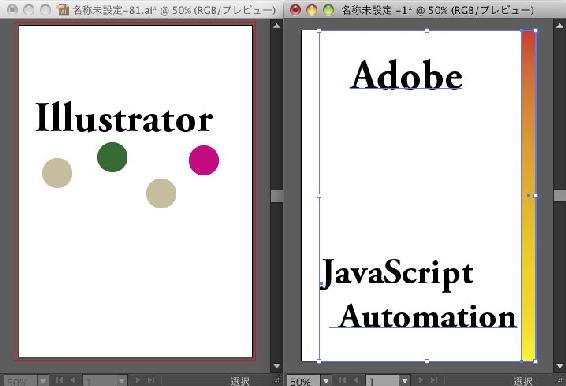 名称未設定-81.ai* @ 50% (RGB/プレビュー)
Illustrator
50%
1
選択
名称未設定 -1* @ 50% (RGB/プレビュー)
Adobe
JavaScript
Automation
50%
1
選択